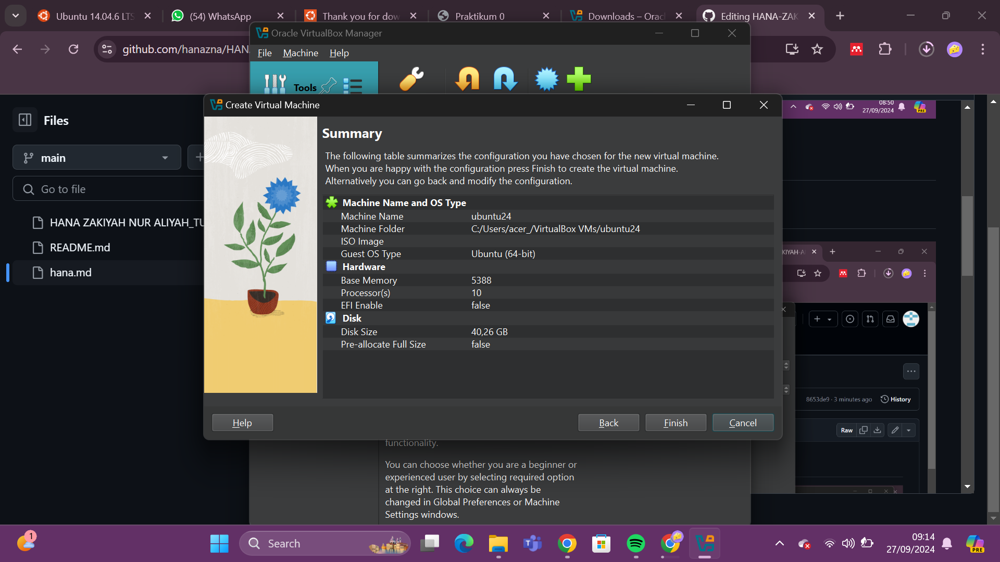 Ubuntu 14.04.6 LTS
(54) WhatsApp
Thank you for dow
Praktikum 0
Downloads – Oracl
Editing HANA-ZAK
github.com/hanazna/HAN
Oracle VirtualBox Manager
File Machine Help
Tools
Create Virtual Machine
08:50
27/09/2024
PRE
Files
main
Go to file
HANA ZAKIYAH NUR ALIYAH_TU
README.md
hana.md
Summary
The following table summarizes the configuration you have chosen for the new virtual machine.
When you are happy with the configuration press Finish to create the virtual machine.
Alternatively you can go back and modify the configuration.
Machine Name and OS Type
Machine Name ubuntu24
Machine Folder C:/Users/acer_/VirtualBox VMs/ubuntu24
ISO Image
Guest OS Type Ubuntu (64-bit)
Hardware
Base Memory 5388
Processor(s) 10
EFI Enable false
Disk
Disk Size 40,26 GB
Pre-allocate Full Size false
Help Back Finish Cancel
KIYAH-A
8653de9 · 3 minutes ago History
Raw
functionality.
You can choose whether you are a beginner or
experienced user by selecting required option
at the right. This choice can always be
changed in Global Preferences or Machine
Settings windows.
1
Search
09:14
27/09/2024
PRE